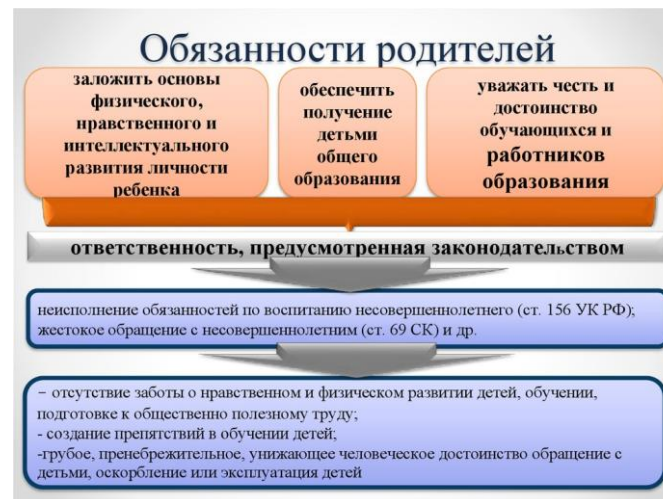 Обязанности родителей
заложить основы
физического,
нравственного и
интеллектуального
развития личности
ребенка
обеспечить
получение
детьми
общего
образования
уважать честь и
достоинство
обучающихся и
работников
образования
ответственность, предусмотренная законодательством
неисполнение обязанностей по воспитанию несовершеннолетнего (ст. 156 УК РФ);
жестокое обращение с несовершеннолетним (ст. 69 СК) и др.
– отсутствие заботы о нравственном и физическом развитии детей, обучении,
подготовке к общественно полезному труду;
- создание препятствий в обучении детей;
-грубое, пренебрежительное, унижающее человеческое достоинство обращение с
детьми, оскорбление или эксплуатация детей